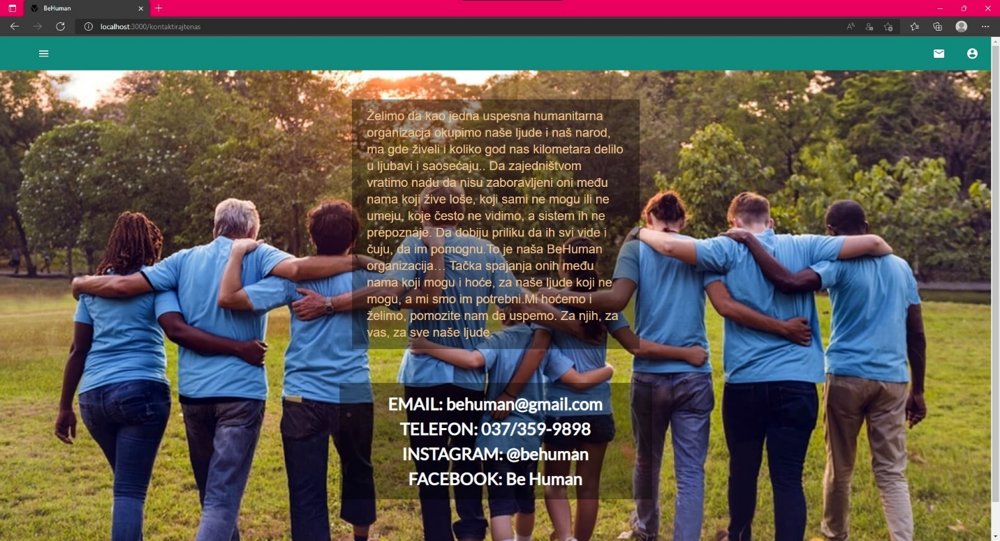 BeHuman
localhost:3000/kontaktirajtenas
Želimo da kao jedna uspesna humanitarna
organizacja okupimo naše ljude i naš narod,
ma gde živeli i koliko god nas kilometara delilo
u ljubavi i saosećaju.. Da zajedništvom
vratimo nadu da nisu zaboravljeni oni među
nama koji žive loše, koji sami ne mogu ili ne
umeju, koje često ne vidimo, a sistem ih ne
prepoznaje. Da dobiju priliku da ih svi vide i
čuju, da im pomognu.To je naša BeHuman
organizacija... Tačka spajanja onih među
nama koji mogu i hoće, za naše ljude koji ne
mogu, a mi smo im potrebni.Mi hoćemo i
želimo, pomozite nam da uspemo. Za njih, za
vas, za sve naše ljude.
EMAIL: behuman@gmail.com
TELEFON: 037/359-9898
INSTAGRAM: @behuman
FACEBOOK: Be Human